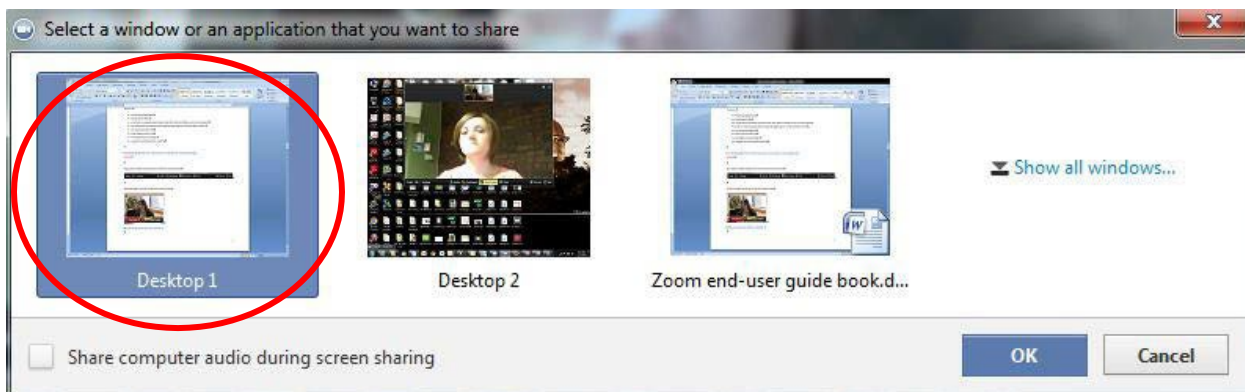 Select a window or an application that you want to share
Show all windows...
Desktop 1
Desktop 2
Zoom end-user guide book.d...
Share computer audio during screen sharing
OK
Cancel